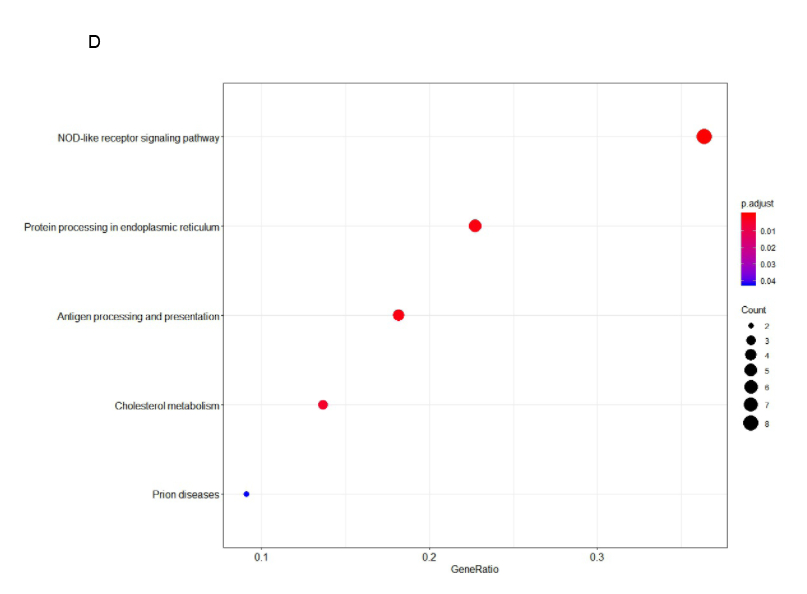 D
NOD-like receptor signaling pathway
Protein processing in endoplasmic reticulum
Antigen processing and presentation
Cholesterol metabolism
Prion diseases
0.1
0.2
0.3
GeneRatio
p.adjust
0.01
0.02
0.03
0.04
Count
2
3
4
5
6
7
8